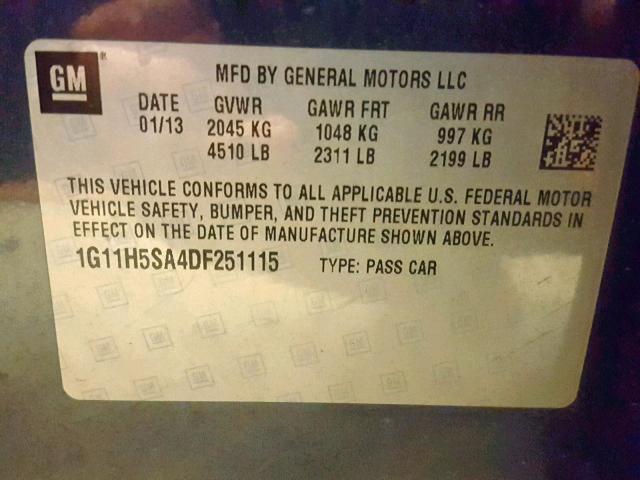 GM ®
MFD BY GENERAL MOTORS LLC
DATE GVWR GAWR FRT GAWR RR
01/13 2045 KG 1048 KG 997 KG
4510 LB 2311 LB 2199 LB
THIS VEHICLE CONFORMS TO ALL APPLICABLE U.S. FEDERAL MOTOR
VEHICLE SAFETY, BUMPER, AND THEFT PREVENTION STANDARDS IN
EFFECT ON THE DATE OF MANUFACTURE SHOWN ABOVE.
1G11H5SA4DF251115 TYPE: PASS CAR